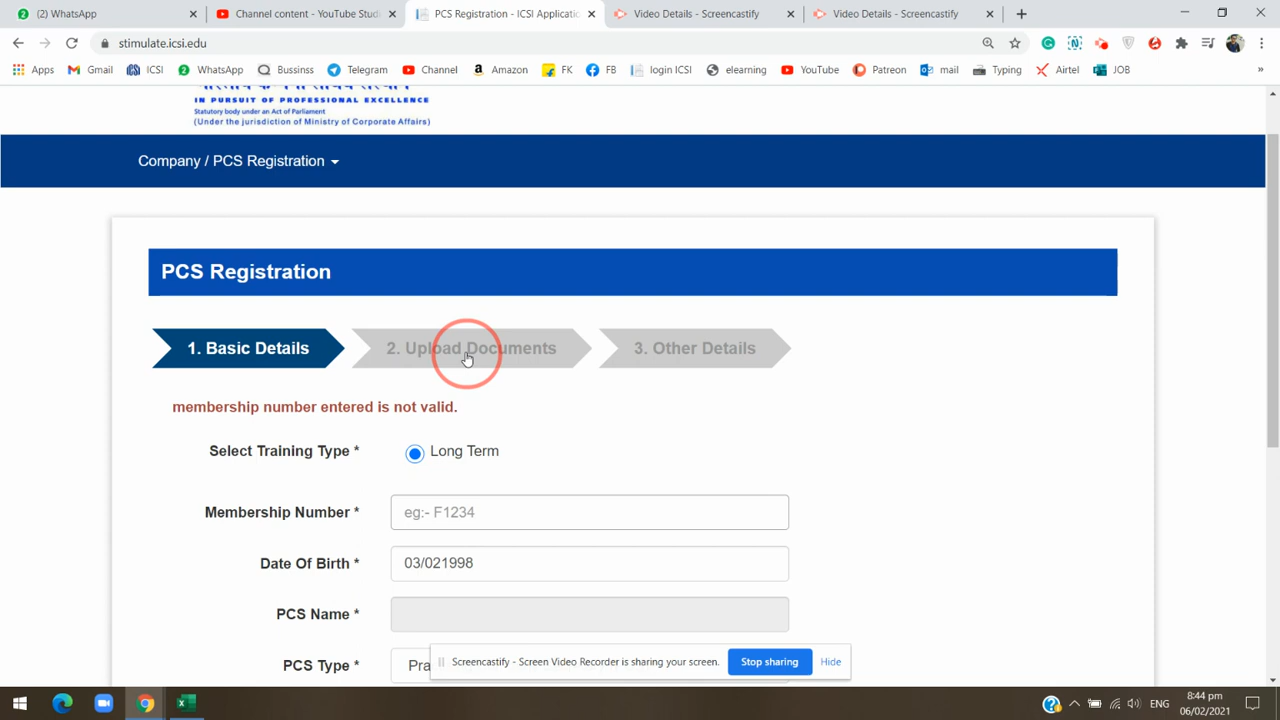 (2) WhatsApp
Channel content - YouTube Stud
PCS Registration - ICSI Applicatio
Video Details - Screencastify
Video Details - Screencastify
stimulate.icsi.edu
Apps
Gmail
ICSI
WhatsApp
Bussinss
Telegram
Channel
Amazon
FK
FB
login ICSI
elearning
YouTube
Patreon
mail
Typing
Airtel
JOB
IN PURSUIT OF PROFESSIONAL EXCELLENCE
Statutory body under an Act of Parliament
(Under the jurisdiction of Ministry of Corporate Affairs)
Company / PCS Registration
PCS Registration
1. Basic Details
2. Upload Documents
3. Other Details
membership number entered is not valid.
Select Training Type *
Long Term
Membership Number *
eg:- F1234
Date Of Birth *
03/021998
PCS Name *
PCS Type *
Pra
Screencastify - Screen Video Recorder is sharing your screen.
Stop sharing
Hide
ENG
8:44 pm
06/02/2021